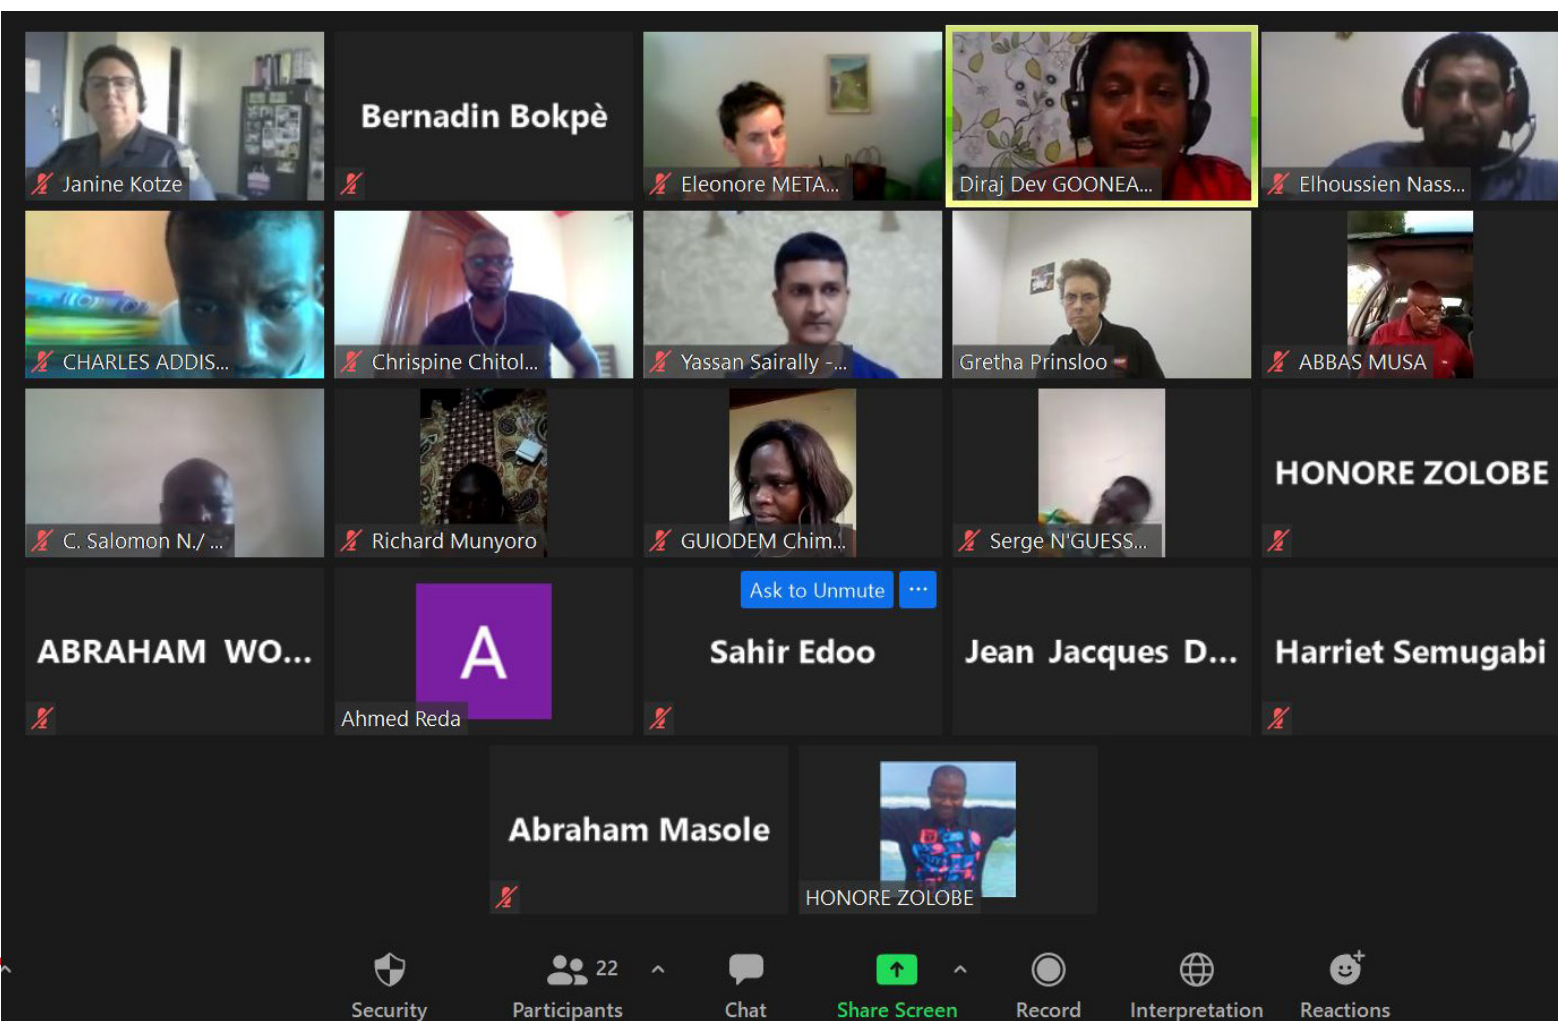 Janine Kotze
Bernadin Bokpè
Eleonore META...
Diraj Dev GOONEA...
Elhoussien Nass...
CHARLES ADDIS...
Chrispine Chitol...
Yassan Sairally -...
Gretha Prinsloo
ABBAS MUSA
C. Salomon N./ ...
Richard Munyoro
GUIODEM Chim...
Serge N'GUESS...
HONORE ZOLOBE
ABRAHAM WO...
A
Ahmed Reda
Ask to Unmute ...
Sahir Edoo
Jean Jacques D...
Harriet Semugabi
Abraham Masole
HONORE ZOLOBE
22
Security
Participants
Chat
Share Screen
Record
Interpretation
Reactions